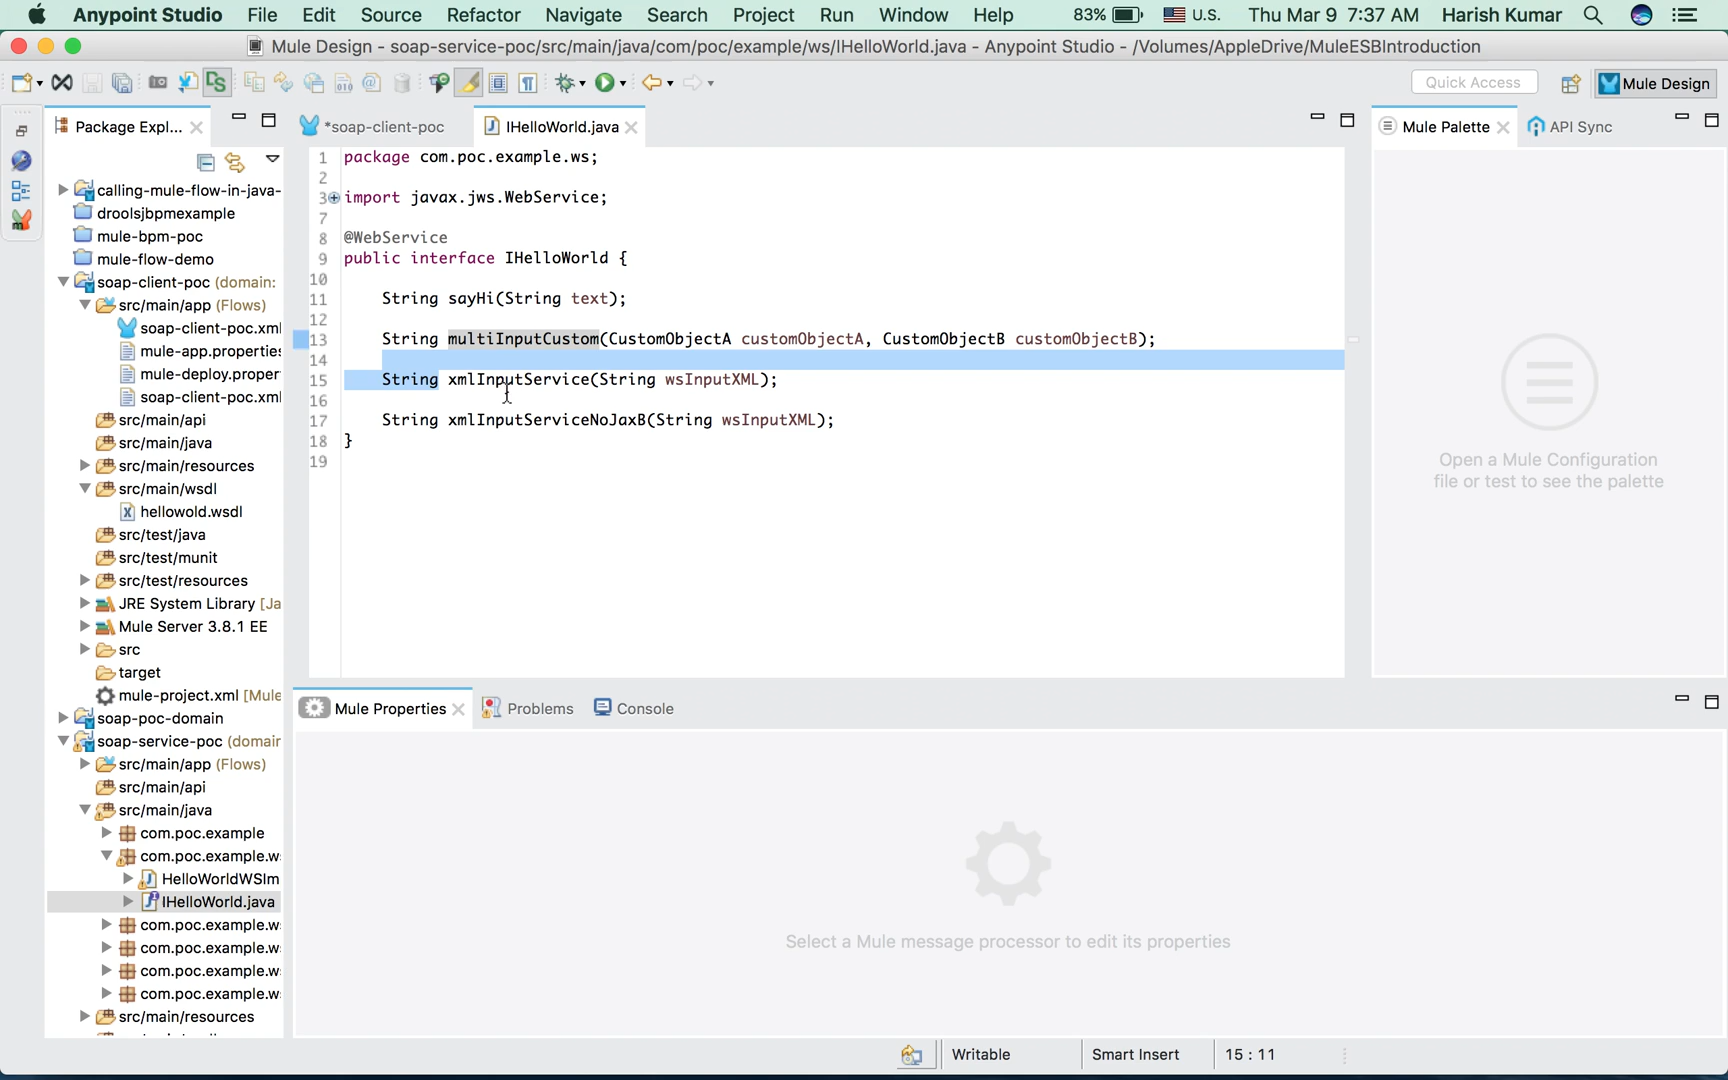 Anypoint Studio File Edit Source Refactor Navigate Search Project Run Window Help 83% U.S. Thu Mar 9 7:37 AM Harish Kumar
Mule Design - soap-service-poc/src/main/java/com/poc/example/ws/IHelloWorld.java - Anypoint Studio - /Volumes/AppleDrive/MuleESBIntroduction
Quick Access Mule Design
Package Expl... *soap-client-poc IHelloWorld.java Mule Palette API Sync
calling-mule-flow-in-java-
droolsjbpmexample
mule-bpm-poc
mule-flow-demo
soap-client-poc (domain:
src/main/app (Flows)
soap-client-poc.xml
mule-app.properties
mule-deploy.proper
soap-client-poc.xml
src/main/api
src/main/java
src/main/resources
src/main/wsdl
hellowold.wsdl
src/test/java
src/test/munit
src/test/resources
JRE System Library [Ja
Mule Server 3.8.1 EE
src
target
mule-project.xml [Mule
soap-poc-domain
soap-service-poc (domain
src/main/app (Flows)
src/main/api
src/main/java
com.poc.example
com.poc.example.w
HelloWorldWSIm
IHelloWorld.java
com.poc.example.w
com.poc.example.w
com.poc.example.w
com.poc.example.w
src/main/resources
1 package com.poc.example.ws;
2
3 import javax.jws.WebService;
7
8 @WebService
9 public interface IHelloWorld {
10
11 String sayHi(String text);
12
13 String multiInputCustom(CustomObjectA customObjectA, CustomObjectB customObjectB);
14
15 String xmlInputService(String wsInputXML);
16
17 String xmlInputServiceNoJaxB(String wsInputXML);
18 }
19
Open a Mule Configuration
file or test to see the palette
Mule Properties Problems Console
Select a Mule message processor to edit its properties
Writable Smart Insert 15 : 11